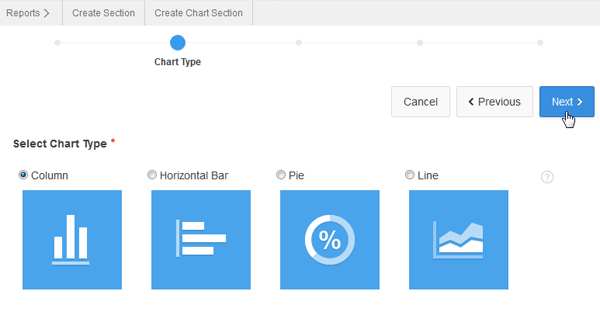 Reports > Create Section Create Chart Section
Chart Type
Cancel < Previous Next >
Select Chart Type *
Column Horizontal Bar Pie Line ?
%